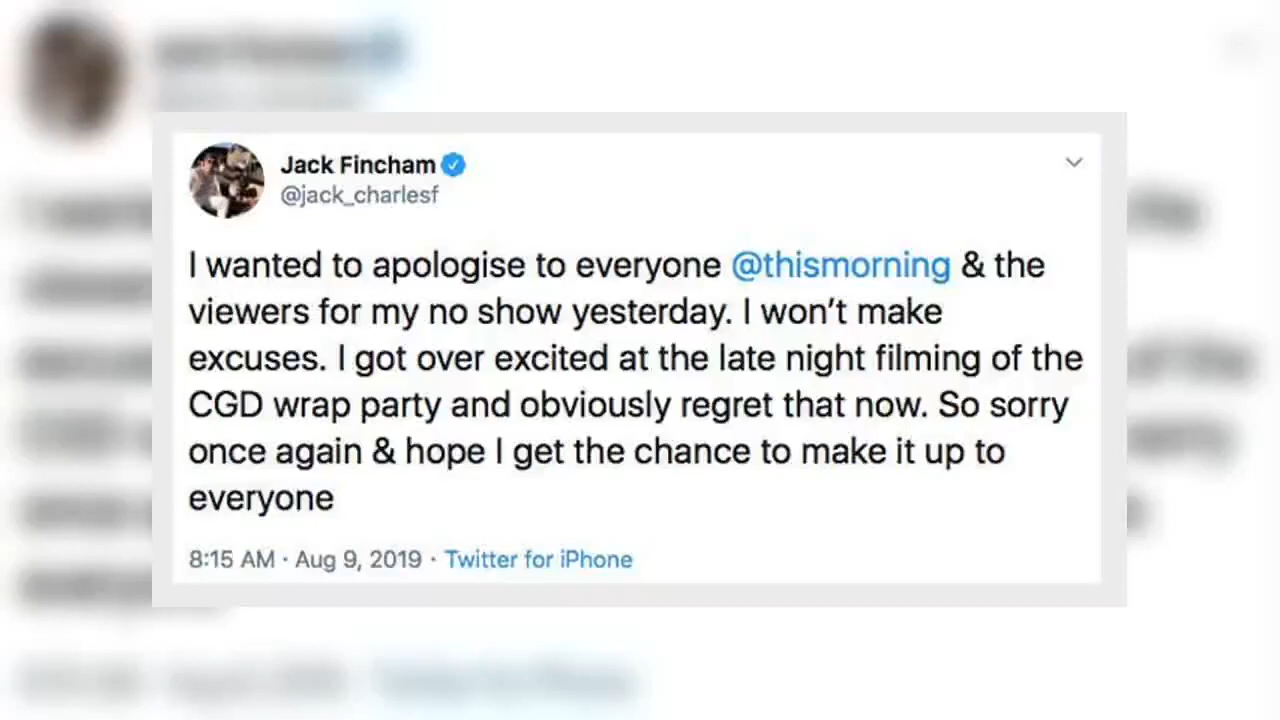 Jack Fincham
@jack_charlesf
I wanted to apologise to everyone @thismorning & the
viewers for my no show yesterday. I won’t make
excuses. I got over excited at the late night filming of the
CGD wrap party and obviously regret that now. So sorry
once again & hope I get the chance to make it up to
everyone
8:15 AM · Aug 9, 2019 · Twitter for iPhone